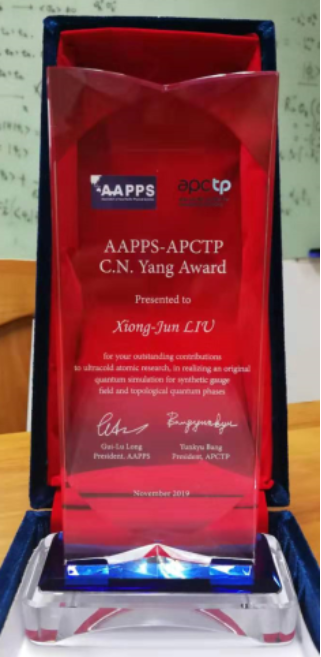 AAPPS
apctp
AAPPS-APCTP
C.N. Yang Award
Presented to
Xiong-Jun LIU
for your outstanding contributions
to ultracold atomic research, in realizing an original
quantum simulation for synthetic gauge
field and topological quantum phases
Gui-Lu Long
President, AAPPS
Yunkyu Bang
President, APCTP
November 2019